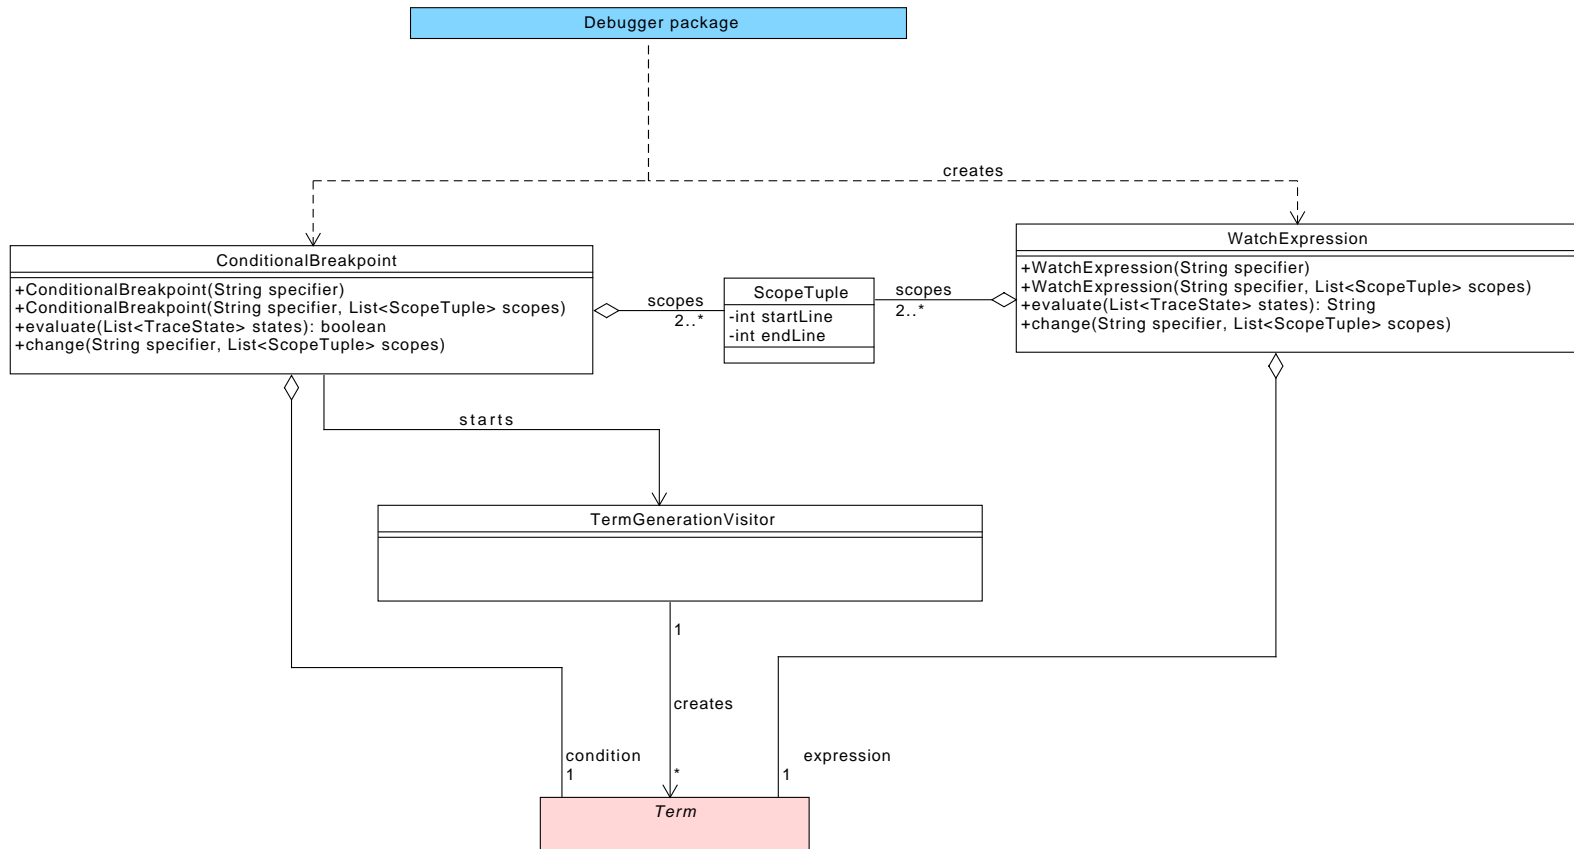 Debugger package
creates
ConditionalBreakpoint
+ConditionalBreakpoint(String specifier)
+ConditionalBreakpoint(String specifier, List<ScopeTuple> scopes)
+evaluate(List<TraceState> states): boolean
+change(String specifier, List<ScopeTuple> scopes)
scopes
2..*
ScopeTuple
-int startLine
-int endLine
scopes
2..*
WatchExpression
+WatchExpression(String specifier)
+WatchExpression(String specifier, List<ScopeTuple> scopes)
+evaluate(List<TraceState> states): String
+change(String specifier, List<ScopeTuple> scopes)
starts
TermGenerationVisitor
1
creates
*
condition
1
expression
1
Term